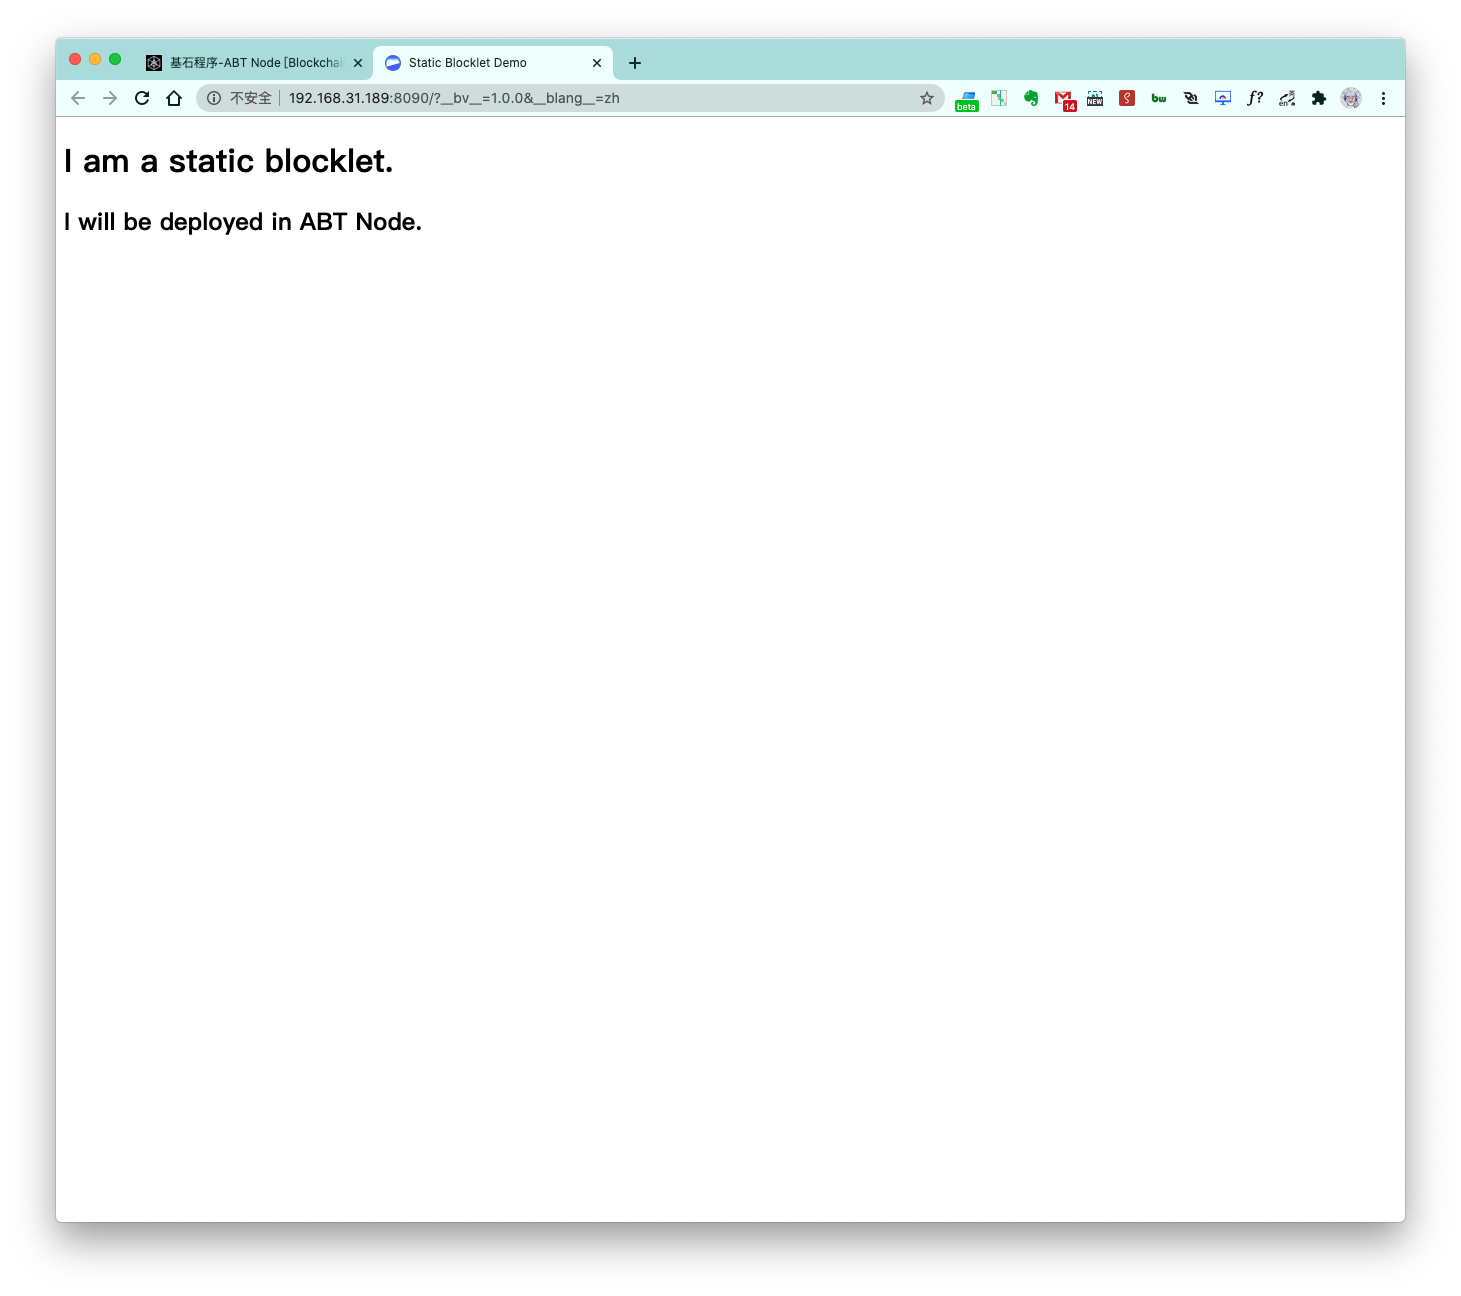 基石程序-ABT Node [Blockchai
Static Blocklet Demo
不安全 192.168.31.189:8090/?__bv__=1.0.0&__blang__=zh
beta
14
NEW
bw
f?
en
I am a static blocklet.
I will be deployed in ABT Node.